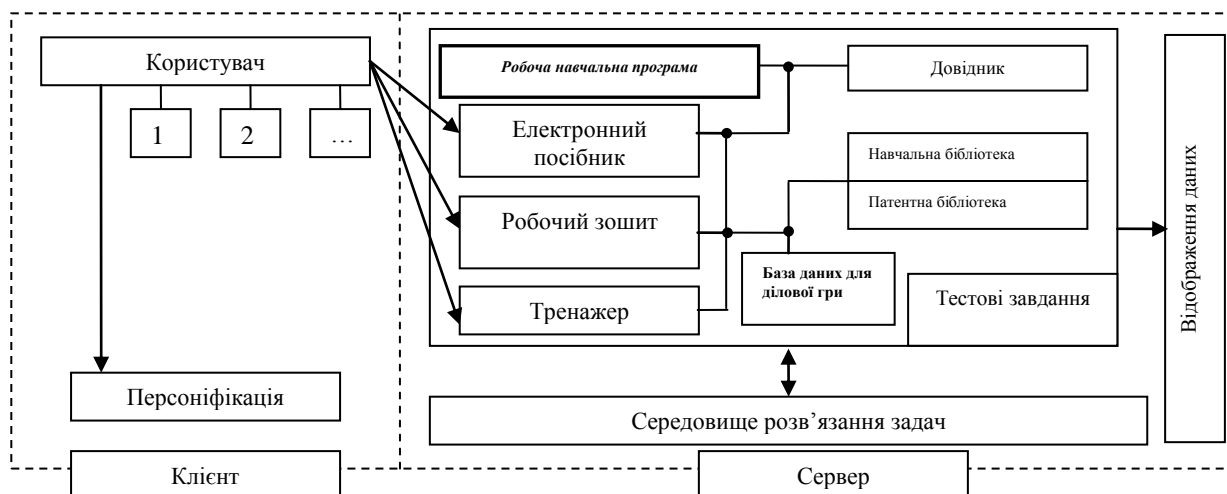 Користувач
1
2
…
Персоніфікація
Клієнт
Робоча навчальна програма
Довідник
Електронний
посібник
Навчальна бібліотека
Патентна бібліотека
Робочий зошит
База даних для
ділової гри
Тестові завдання
Тренажер
Середовище розв’язання задач
Сервер
Відображення даних